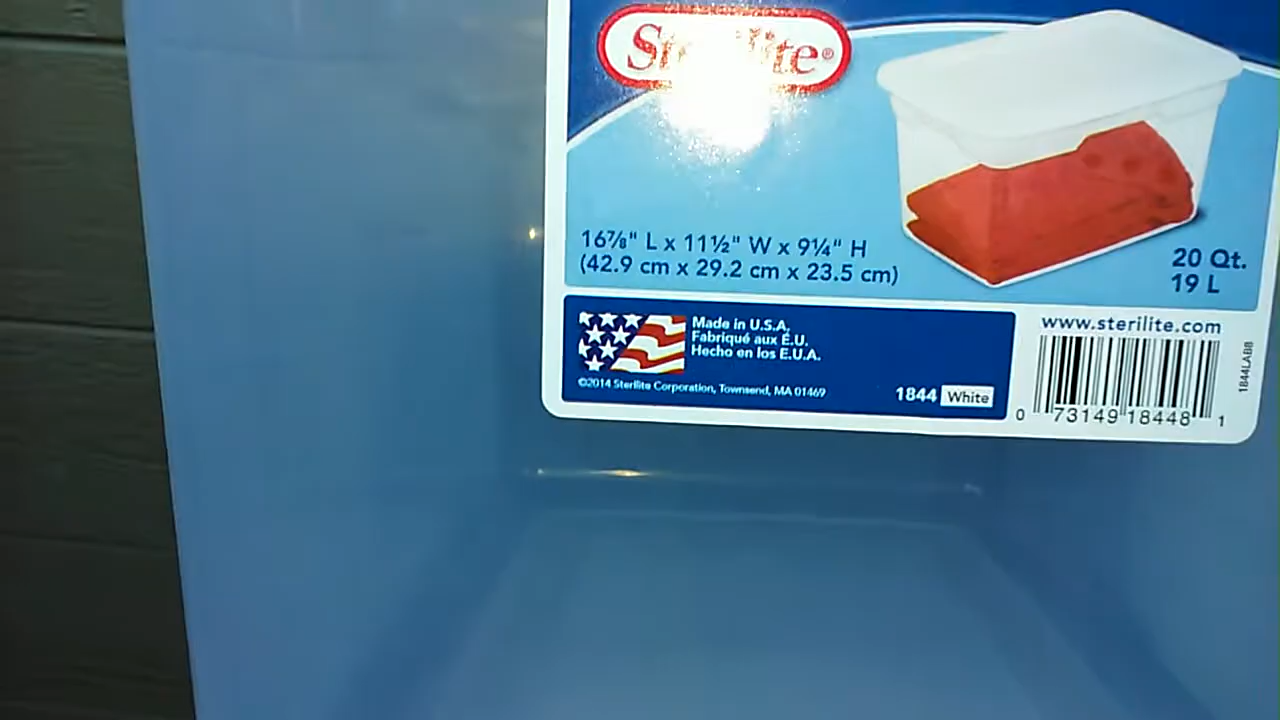 Sterilite®
16⅞" L x 11½" W x 9¼" H
(42.9 cm x 29.2 cm x 23.5 cm)
20 Qt.
19 L
Made in U.S.A.
Fabriqué aux É.U.
Hecho en los E.U.A.
©2014 Sterilite Corporation, Townsend, MA 01469
1844 White
www.sterilite.com
0 73149 18448 1
1844LABB